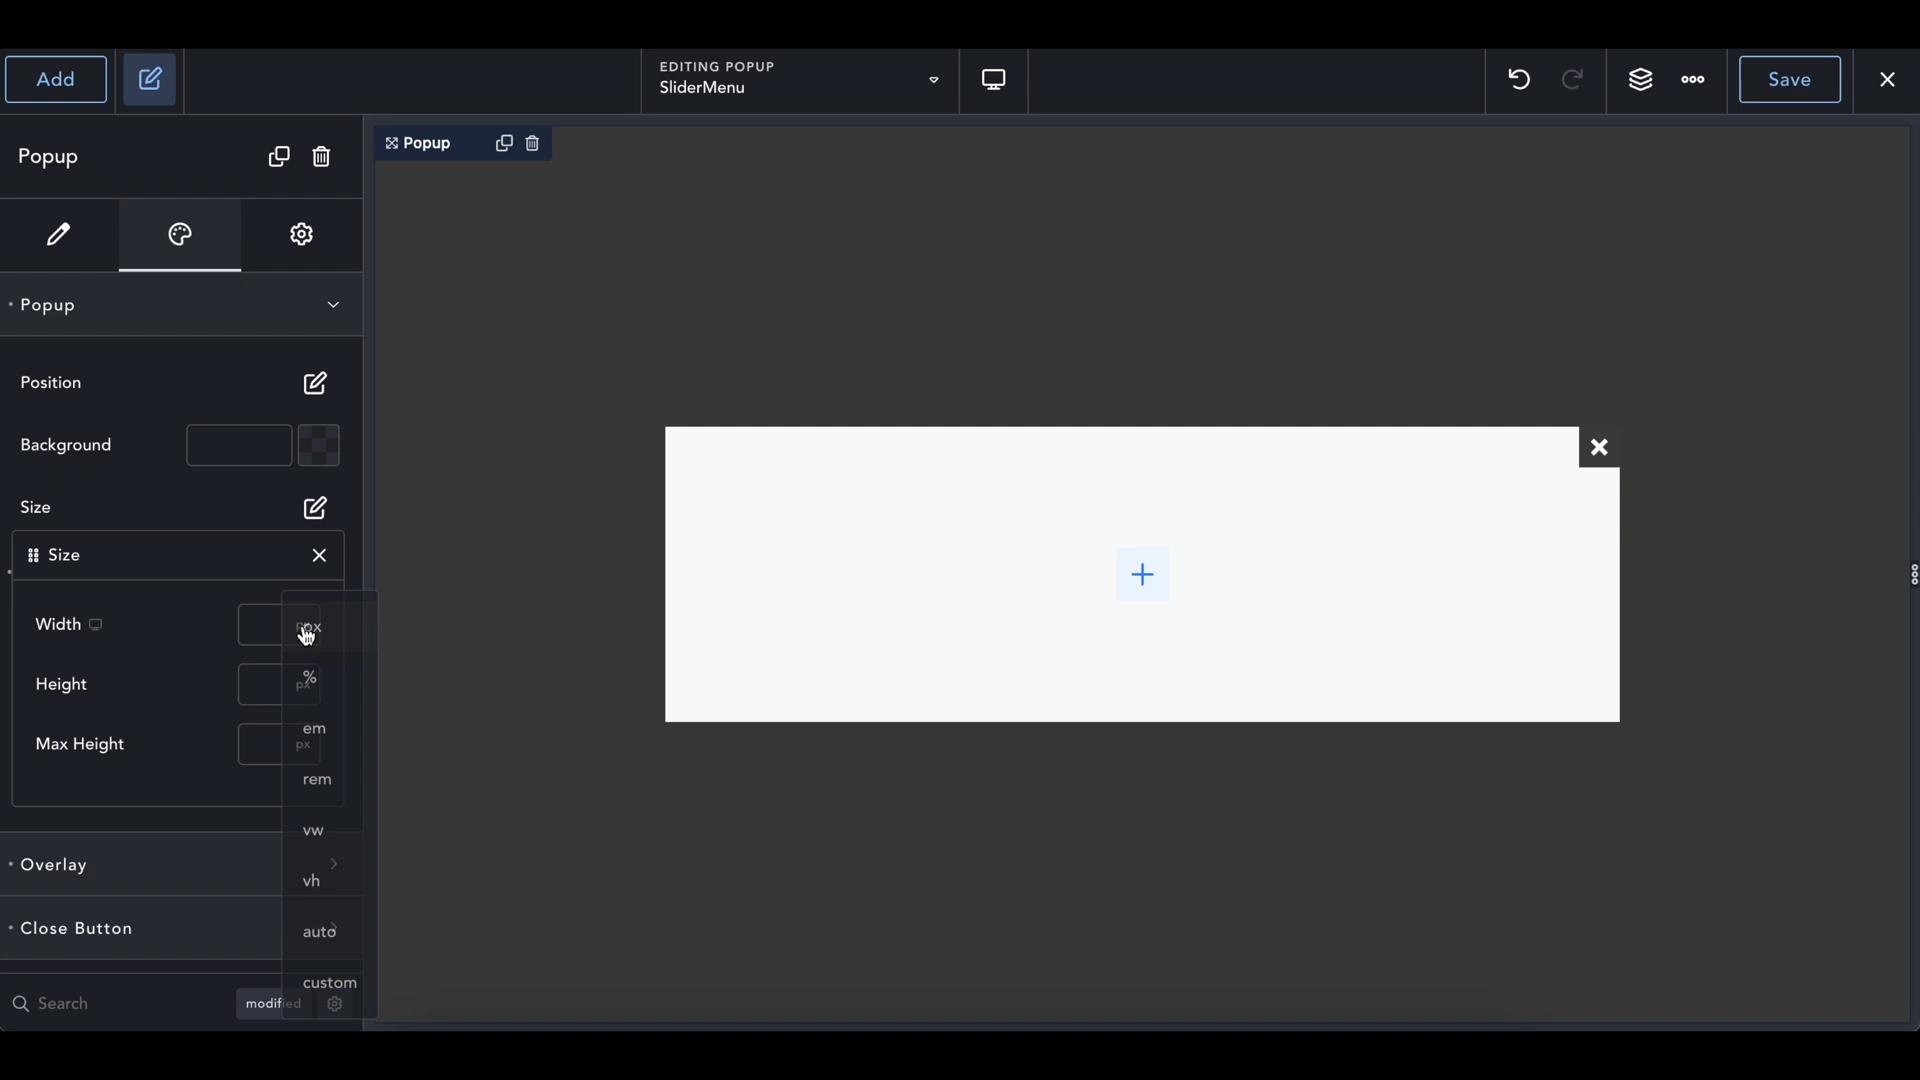 Add
EDITING POPUP
SliderMenu
Save
Popup
Popup
Popup
Position
Background
Size
Size
Width
px
%
Height
px
em
Max Height
px
rem
vw
Overlay
vh
Close Button
auto
custom
Search
modified